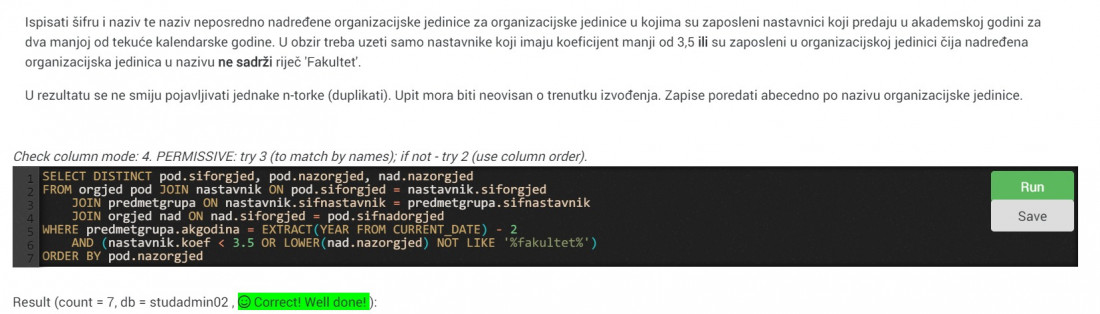 Ispisati šifru i naziv te naziv neposredno nadređene organizacijske jedinice za organizacijske jedinice u kojima su zaposleni nastavnici koji predaju u akademskoj godini za
dva manjoj od tekuće kalendarske godine. U obzir treba uzeti samo nastavnike koji imaju koeficijent manji od 3,5 ili su zaposleni u organizacijskoj jedinici čija nadređena
organizacijska jedinica u nazivu ne sadrži riječ 'Fakultet'.
U rezultatu se ne smiju pojavljivati jednake n-torke (duplikati). Upit mora biti neovisan o trenutku izvođenja. Zapise poredati abecedno po nazivu organizacijske jedinice.
Check column mode: 4. PERMISSIVE: try 3 (to match by names); if not - try 2 (use column order).
1 SELECT DISTINCT pod.siforgjed, pod.nazorgjed, nad.nazorgjed
2 FROM orgjed pod JOIN nastavnik ON pod.siforgjed = nastavnik.siforgjed
3 JOIN predmetgrupa ON nastavnik.sifnastavnik = predmetgrupa.sifnastavnik
4 JOIN orgjed nad ON nad.siforgjed = pod.sifnadorgjed
5 WHERE predmetgrupa.akgodina = EXTRACT(YEAR FROM CURRENT_DATE) - 2
6 AND (nastavnik.koef < 3.5 OR LOWER(nad.nazorgjed) NOT LIKE '%fakultet%')
7 ORDER BY pod.nazorgjed
Run
Save
Result (count = 7, db = studadmin02 , Correct! Well done! ):